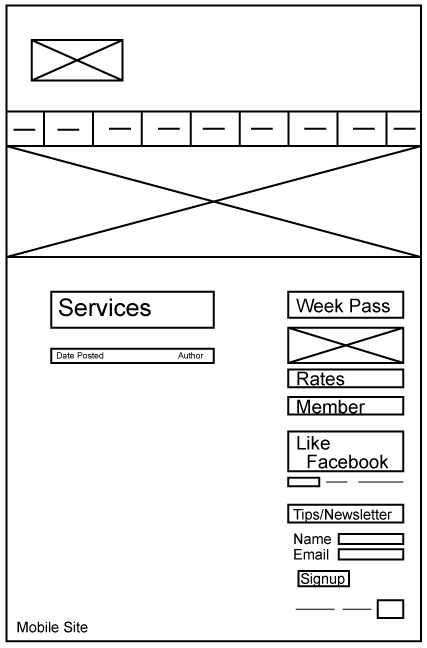 Services
Date Posted Author
Week Pass
Rates
Member
Like
Facebook
Tips/Newsletter
Name
Email
Signup
Mobile Site